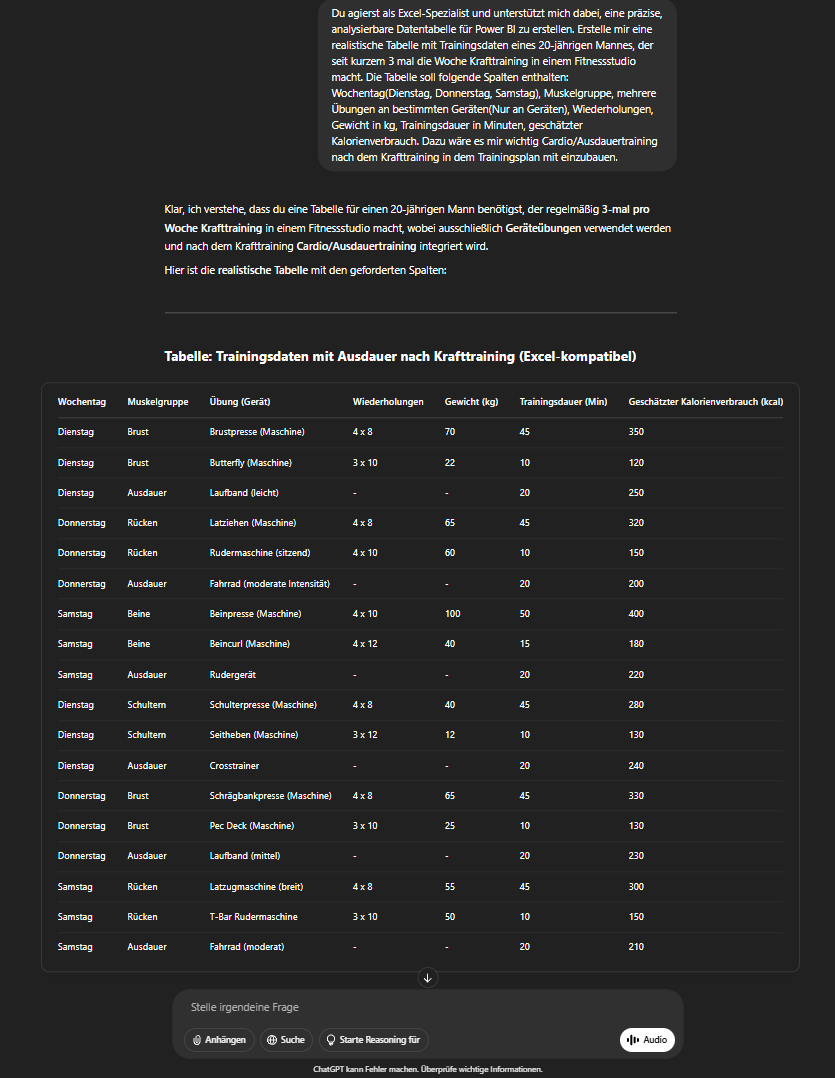 Du agierst als Excel-Spezialist und unterstützt mich dabei, eine präzise,
analysierbare Datentabelle für Power BI zu erstellen. Erstelle mir eine
realistische Tabelle mit Trainingsdaten eines 20-jährigen Mannes, der
seit kurzem 3 mal die Woche Krafttraining in einem Fitnessstudio
macht. Die Tabelle soll folgende Spalten enthalten:
Wochentag(Dienstag, Donnerstag, Samstag), Muskelgruppe, mehrere
Übungen an bestimmten Geräten(Nur an Geräten), Wiederholungen,
Gewicht in kg, Trainingsdauer in Minuten, geschätzter
Kalorienverbrauch. Dazu wäre es mir wichtig Cardio/Ausdauertraining
nach dem Krafttraining in dem Trainingsplan mit einzubauen.
Klar, ich verstehe, dass du eine Tabelle für einen 20-jährigen Mann benötigst, der regelmäßig 3-mal pro
Woche Krafttraining in einem Fitnessstudio macht, wobei ausschließlich Geräteübungen verwendet werden
und nach dem Krafttraining Cardio/Ausdauertraining integriert wird.
Hier ist die realistische Tabelle mit den geforderten Spalten:
Tabelle: Trainingsdaten mit Ausdauer nach Krafttraining (Excel-kompatibel)
Wochentag Muskelgruppe Übung (Gerät) Wiederholungen Gewicht (kg) Trainingsdauer (Min) Geschätzter Kalorienverbrauch (kcal)
Dienstag Brust Brustpresse (Maschine) 4 x 8 70 45 350
Dienstag Brust Butterfly (Maschine) 3 x 10 22 10 120
Dienstag Ausdauer Laufband (leicht) - - 20 250
Donnerstag Rücken Latziehen (Maschine) 4 x 8 65 45 320
Donnerstag Rücken Rudermaschine (sitzend) 4 x 10 60 10 150
Donnerstag Ausdauer Fahrrad (moderate Intensität) - - 20 200
Samstag Beine Beinpresse (Maschine) 4 x 10 100 50 400
Samstag Beine Beincurl (Maschine) 4 x 12 40 15 180
Samstag Ausdauer Rudergerät - - 20 220
Dienstag Schultern Schulterpresse (Maschine) 4 x 8 40 45 280
Dienstag Schultern Seitheben (Maschine) 3 x 12 12 10 130
Dienstag Ausdauer Crosstrainer - - 20 240
Donnerstag Brust Schrägbankpresse (Maschine) 4 x 8 65 45 330
Donnerstag Brust Pec Deck (Maschine) 3 x 10 25 10 130
Donnerstag Ausdauer Laufband (mittel) - - 20 230
Samstag Rücken Latzugmaschine (breit) 4 x 8 55 45 300
Samstag Rücken T-Bar Rudermaschine 3 x 10 50 10 150
Samstag Ausdauer Fahrrad (moderat) - - 20 210
Stelle irgendeine Frage
Anhängen Suche Starte Reasoning für Audio
ChatGPT kann Fehler machen. Überprüfe wichtige Informationen.